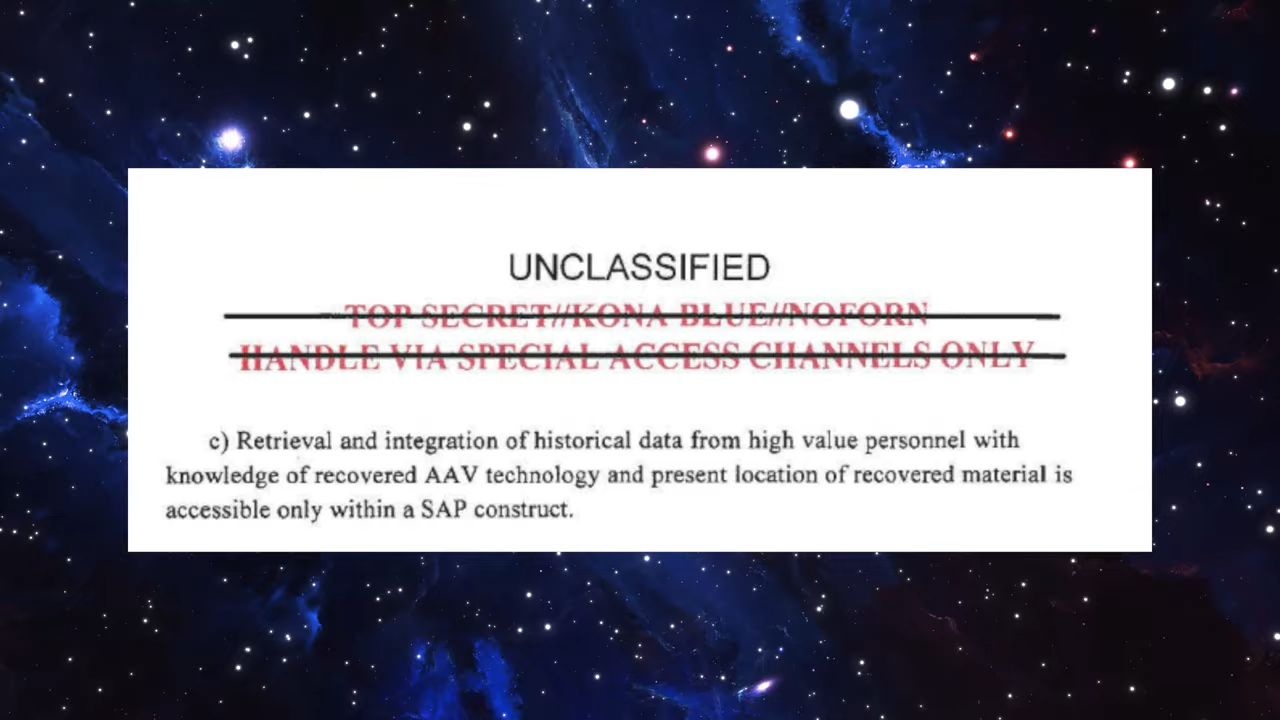 UNCLASSIFIED
TOP SECRET//KONA BLUE//NOFORN
HANDLE VIA SPECIAL ACCESS CHANNELS ONLY
c) Retrieval and integration of historical data from high value personnel with
knowledge of recovered AAV technology and present location of recovered material is
accessible only within a SAP construct.